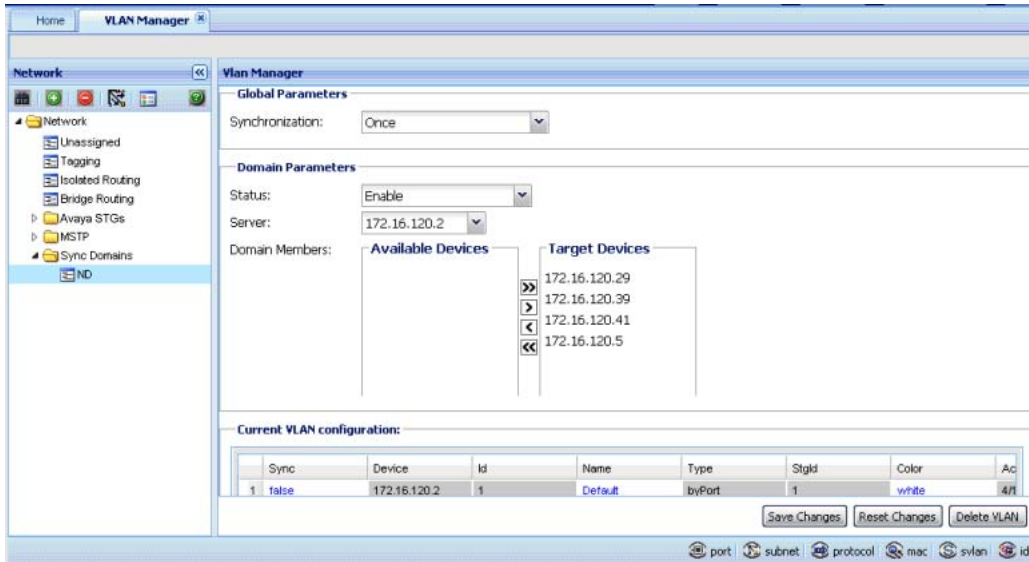 Home VLAN Manager
Network Vlan Manager
Global Parameters
Synchronization: Once
Network
Unassigned
Tagging
Isolated Routing
Bridge Routing
Avaya STGs
MSTP
Sync Domains
ND
Domain Parameters
Status: Enable
Server: 172.16.120.2
Domain Members: Available Devices Target Devices
172.16.120.29
172.16.120.39
172.16.120.41
172.16.120.5
Current VLAN configuration:
Sync Device Id Name Type StgId Color Ac
1 false 172.16.120.2 1 Default byPort 1 white 4/1
Save Changes Reset Changes Delete VLAN
port subnet protocol mac svlan id